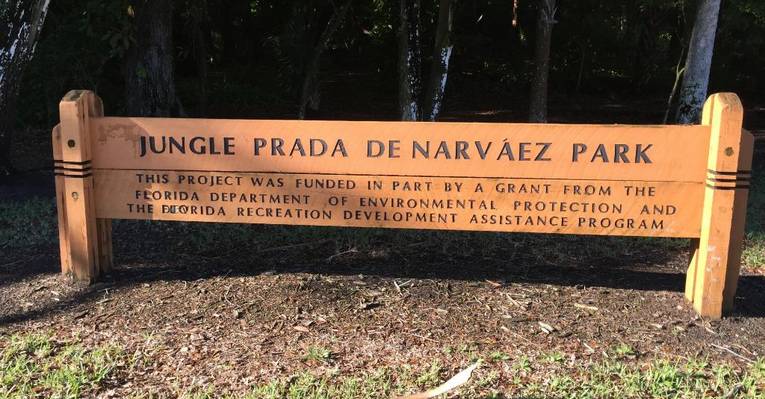 JUNGLE PRADA DE NARVÁEZ PARK
THIS PROJECT WAS FUNDED IN PART BY A GRANT FROM THE
FLORIDA DEPARTMENT OF ENVIRONMENTAL PROTECTION AND
THE FLORIDA RECREATION DEVELOPMENT ASSISTANCE PROGRAM